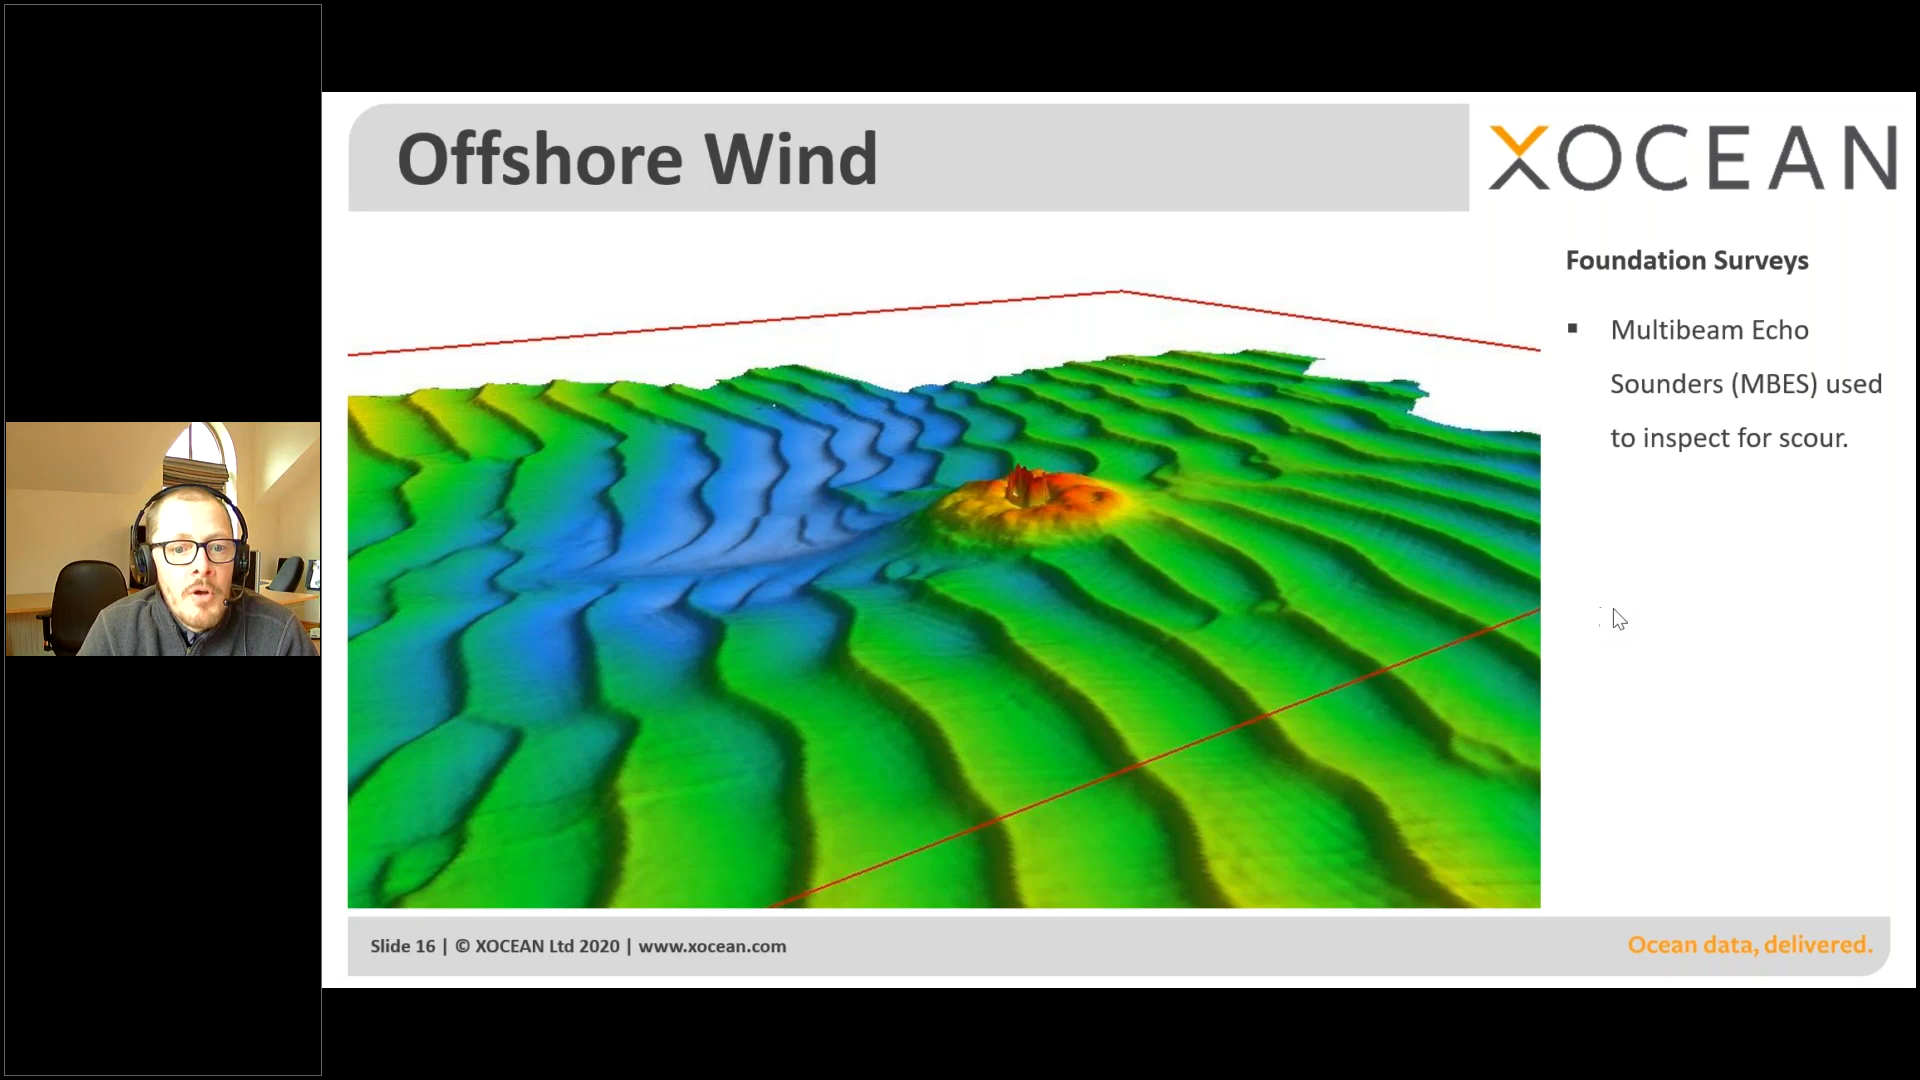 Offshore Wind
XOCEAN
Foundation Surveys
▪ Multibeam Echo
Sounders (MBES) used
to inspect for scour.
Slide 16 | © XOCEAN Ltd 2020 | www.xocean.com
Ocean data, delivered.